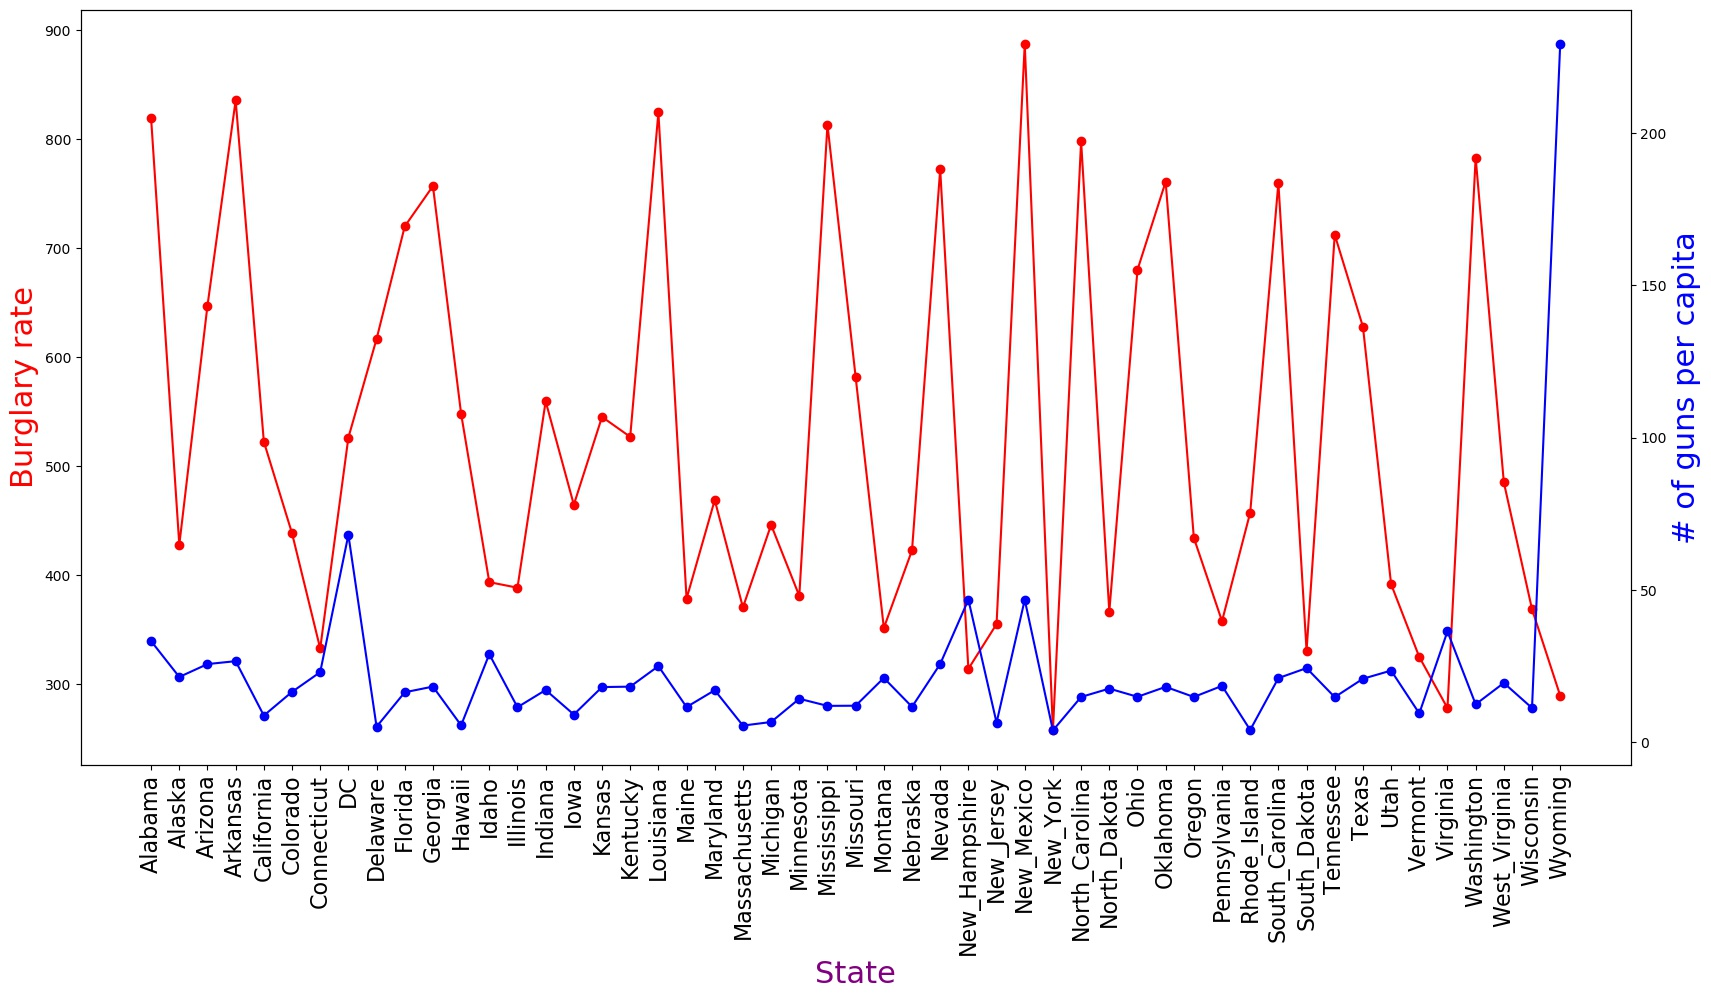 900
800
700
600
500
400
300
Burglary rate
200
150
100
50
0
# of guns per capita
Alabama
Alaska
Arizona
Arkansas
California
Colorado
Connecticut
DC
Delaware
Florida
Georgia
Hawaii
Idaho
Illinois
Indiana
Iowa
Kansas
Kentucky
Louisiana
Maine
Maryland
Massachusetts
Michigan
Minnesota
Mississippi
Missouri
Montana
Nebraska
Nevada
New_Hampshire
New_Jersey
New_Mexico
New_York
North_Carolina
North_Dakota
Ohio
Oklahoma
Oregon
Pennsylvania
Rhode_Island
South_Carolina
South_Dakota
Tennessee
Texas
Utah
Vermont
Virginia
Washington
West_Virginia
Wisconsin
Wyoming
State